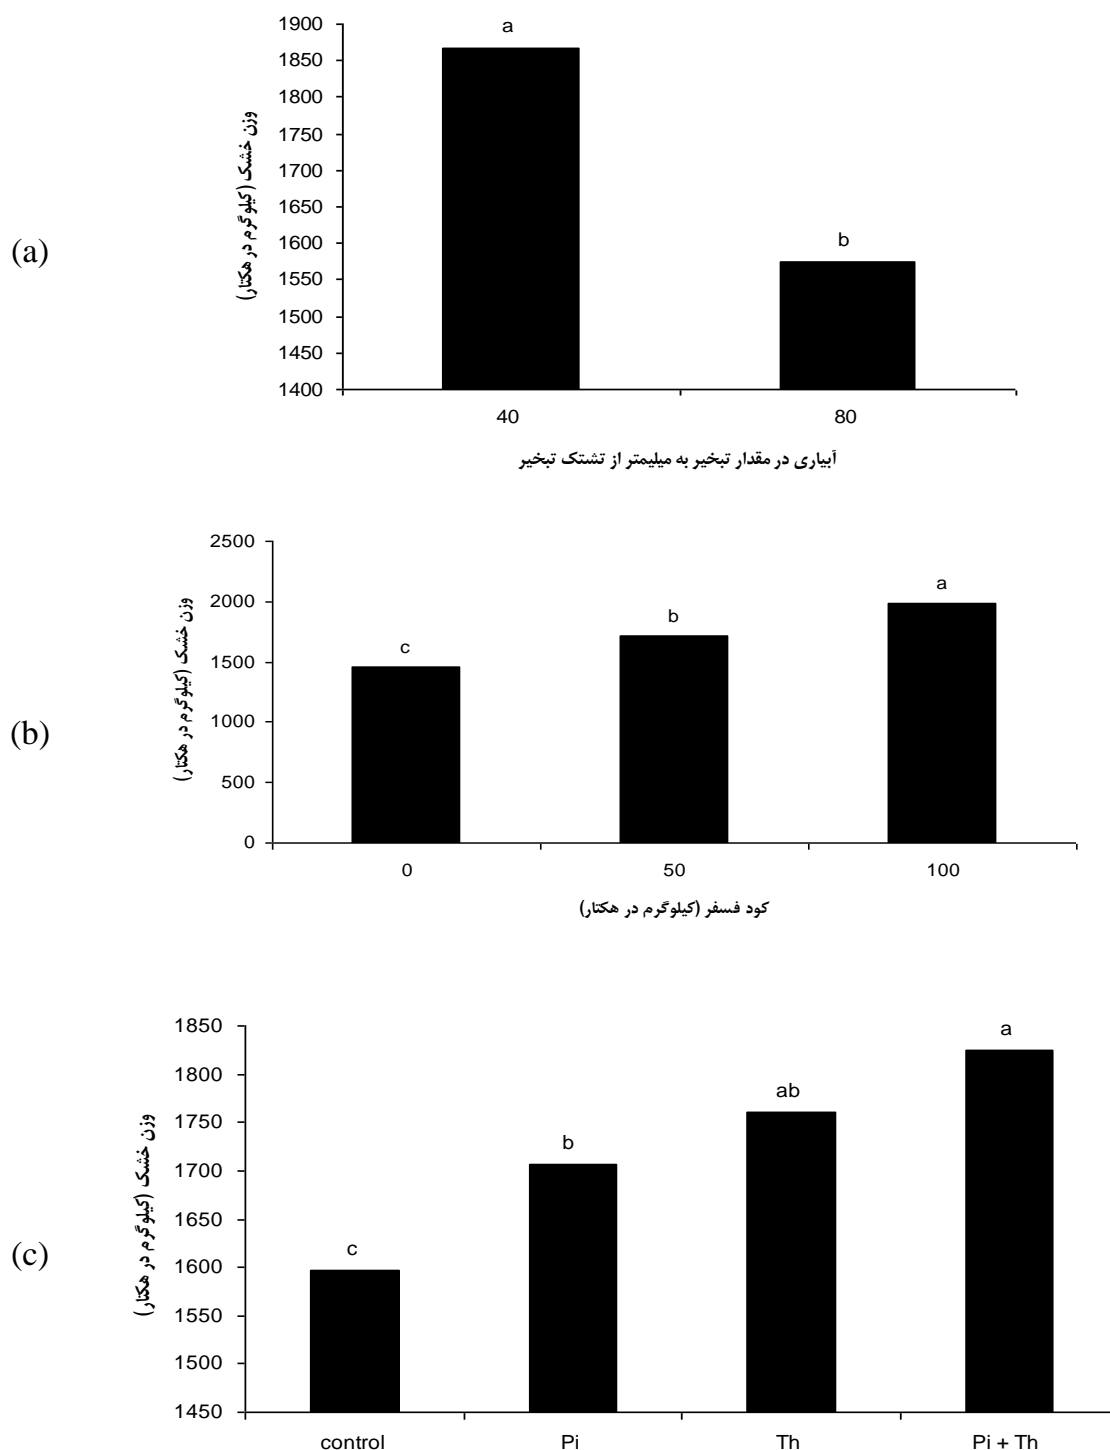 (a)
وزن خشک (کیلوگرم در هکتار)
1900
1850
1800
1750
1700
1650
1600
1550
1500
1450
1400
a
b
40
80
آبیاری در مقدار تبخیر به میلیمتر از تشتک تبخیر
(b)
وزن خشک (کیلوگرم در هکتار)
2500
2000
1500
1000
500
0
c
b
a
0
50
100
کود فسفر (کیلوگرم در هکتار)
(c)
وزن خشک (کیلوگرم در هکتار)
1850
1800
1750
1700
1650
1600
1550
1500
1450
c
b
ab
a
control
Pi
Th
Pi + Th